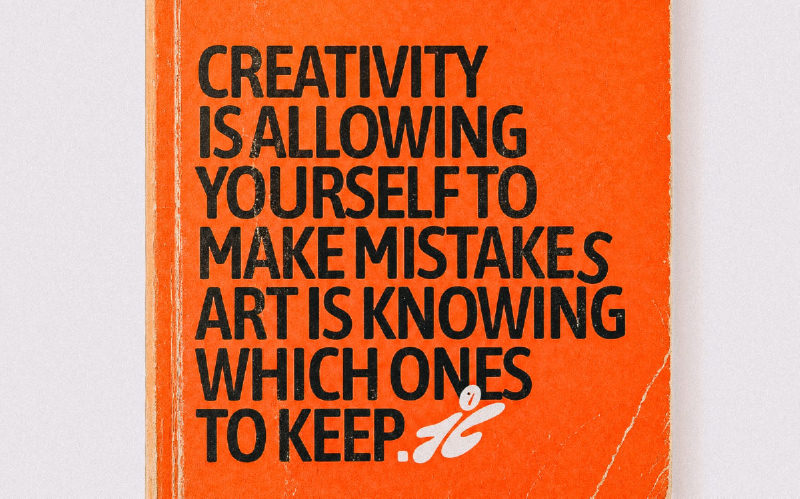 CREATIVITY
IS ALLOWING
YOURSELF TO
MAKE MISTAKES
ART IS KNOWING
WHICH ONES
TO KEEP.